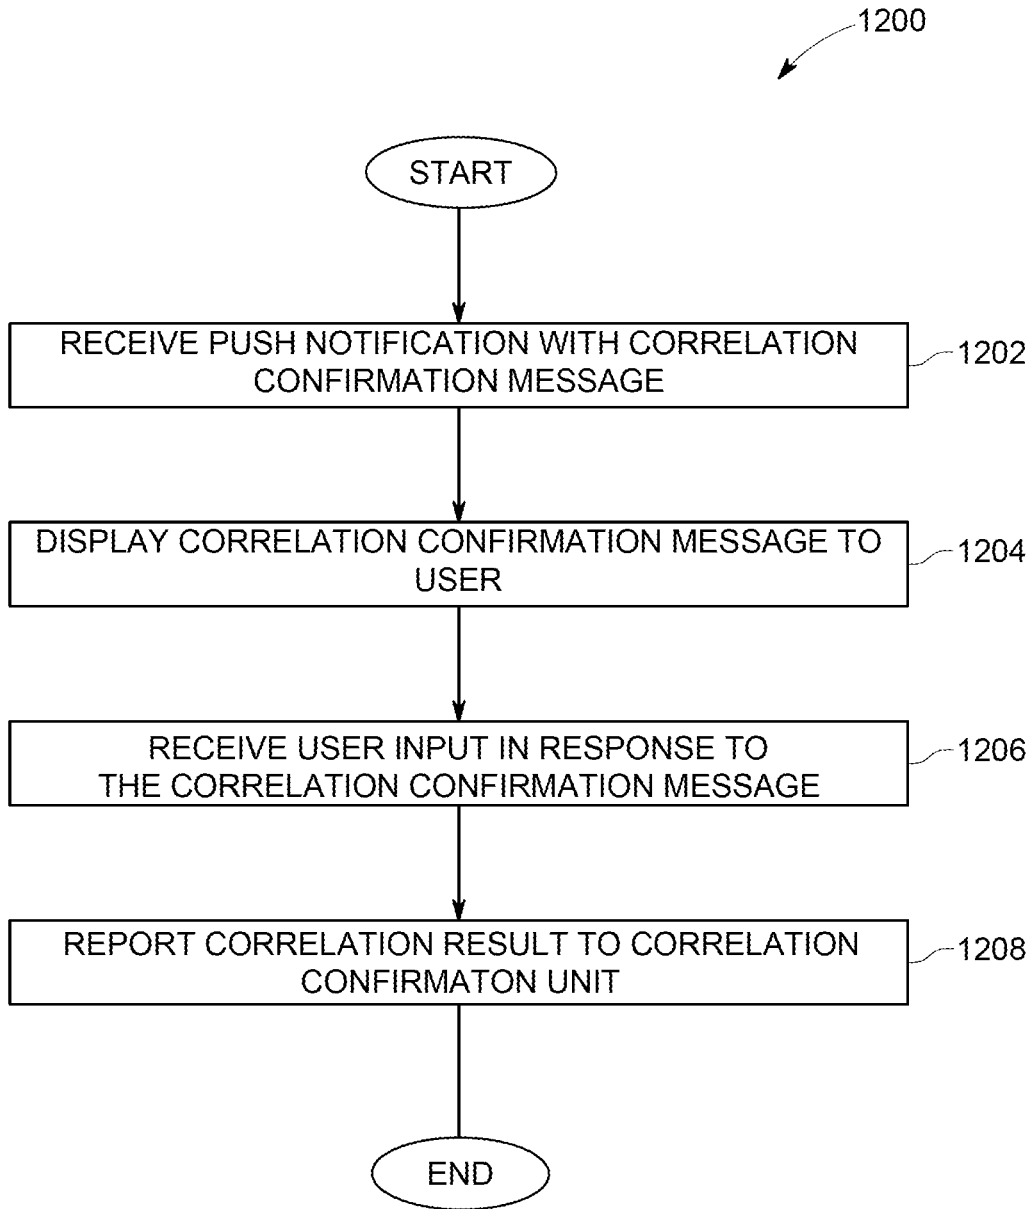 1200
START
RECEIVE PUSH NOTIFICATION WITH CORRELATION
CONFIRMATION MESSAGE
1202
DISPLAY CORRELATION CONFIRMATION MESSAGE TO
USER
1204
RECEIVE USER INPUT IN RESPONSE TO
THE CORRELATION CONFIRMATION MESSAGE
1206
REPORT CORRELATION RESULT TO CORRELATION
CONFIRMATON UNIT
1208
END